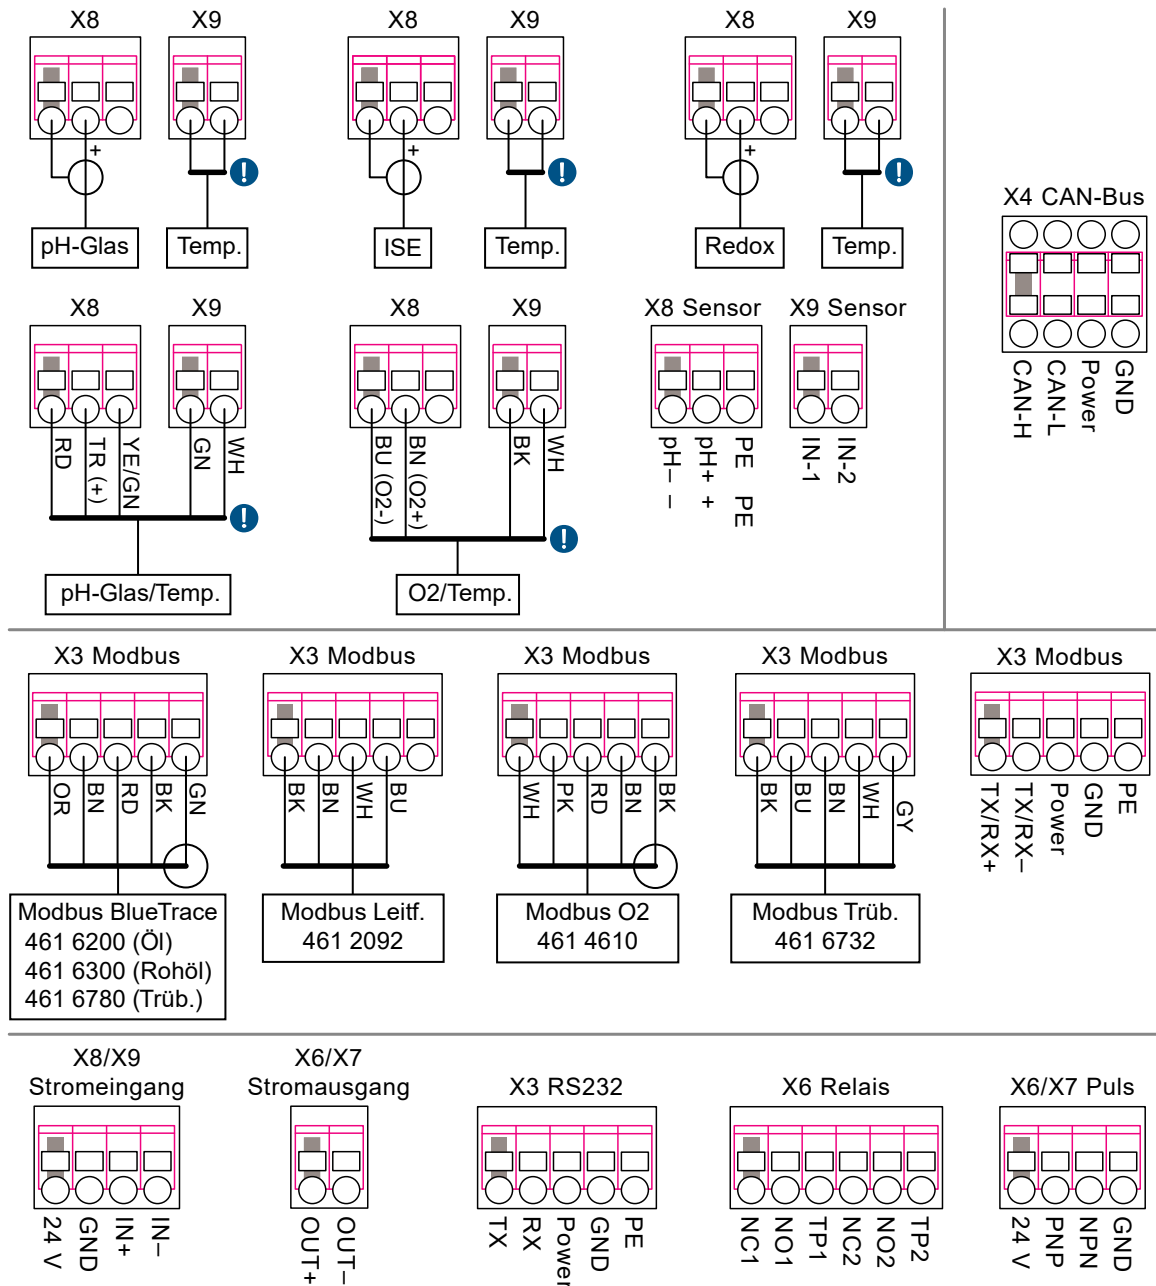 X8 X9 X8 X9 X8 X9
+ + +
! ! !
pH-Glas Temp. ISE Temp. Redox Temp.
X4 CAN-Bus
CAN-H CAN-L Power GND
X8 X9 X8 X9 X8 Sensor X9 Sensor
RD TR (+) YE/GN GN WH
BU (O2-) BN (O2+) BK WH
pH– pH+ PE IN-1 IN-2
– + PE
! !
pH-Glas/Temp. O2/Temp.
X3 Modbus X3 Modbus X3 Modbus X3 Modbus X3 Modbus
OR BN RD BK GN
BK BN WH BU
WH PK RD BN BK
BK BU BN WH GY
TX/RX+ TX/RX– Power GND PE
Modbus BlueTrace
461 6200 (Öl)
461 6300 (Rohöl)
461 6780 (Trüb.)
Modbus Leitf.
461 2092
Modbus O2
461 4610
Modbus Trüb.
461 6732
X8/X9
Stromeingang
24 V GND IN+ IN–
X6/X7
Stromausgang
OUT+ OUT–
X3 RS232
TX RX Power GND PE
X6 Relais
NC1 NO1 TP1 NC2 NO2 TP2
X6/X7 Puls
24 V PNP NPN GND